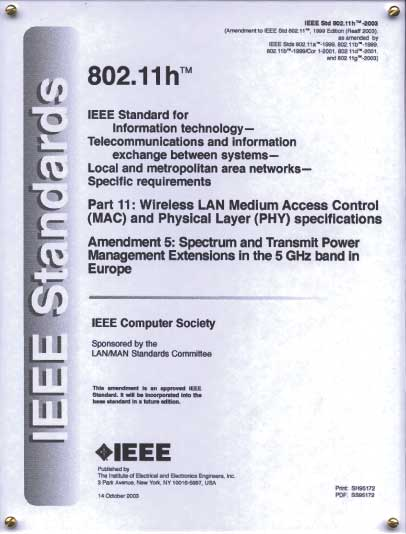 IEEE Std 802.11h™-2003
(Amendment to IEEE Std 802.11™, 1999 Edition (Reaff 2003),
as amended by
IEEE Stds 802.11a™-1999, 802.11b™-1999,
802.11b™-1999/Cor 1-2001, 802.11d™-2001,
and 802.11g™-2003)
802.11h™
IEEE Standard for
Information technology—
Telecommunications and information
exchange between systems—
Local and metropolitan area networks—
Specific requirements
Part 11: Wireless LAN Medium Access Control
(MAC) and Physical Layer (PHY) specifications
Amendment 5: Spectrum and Transmit Power
Management Extensions in the 5 GHz band in
Europe
IEEE Standards
IEEE Computer Society
Sponsored by the
LAN/MAN Standards Committee
This amendment is an approved IEEE
Standard. It will be incorporated into the
base standard in a future edition.
IEEE
Published by
The Institute of Electrical and Electronics Engineers, Inc.
3 Park Avenue, New York, NY 10016-5997, USA
14 October 2003
Print: SH95172
PDF: SS95172